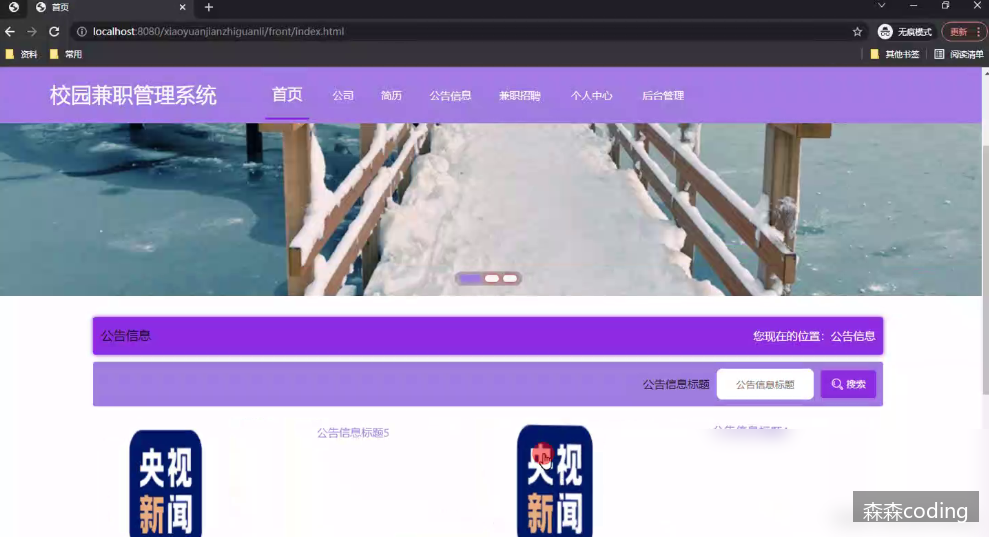 首页
localhost:8080/xiaoyuanjianzhiguanli/front/index.html
无痕模式
更新
资料
常用
其他书签
阅读清单
校园兼职管理系统
首页
公司
简历
公告信息
兼职招聘
个人中心
后台管理
公告信息
您现在的位置：公告信息
公告信息标题
公告信息标题
搜索
央视
新闻
公告信息标题5
央视
新闻
森森coding